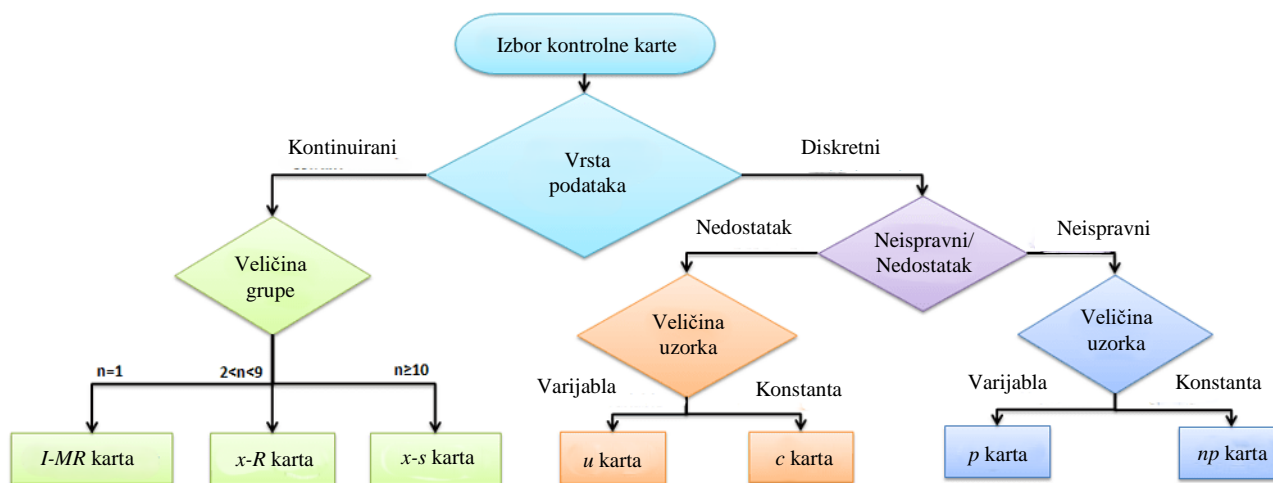 Izbor kontrolne karte
Kontinuirani
Vrsta
podataka
Diskretni
Nedostatak
Neispravni/
Nedostatak
Neispravni
Veličina
grupe
Veličina
uzorka
Veličina
uzorka
n=1
2<n<9
n≥10
Varijabla
Konstanta
Varijabla
Konstanta
I-MR karta
x-R karta
x-s karta
u karta
c karta
p karta
np karta